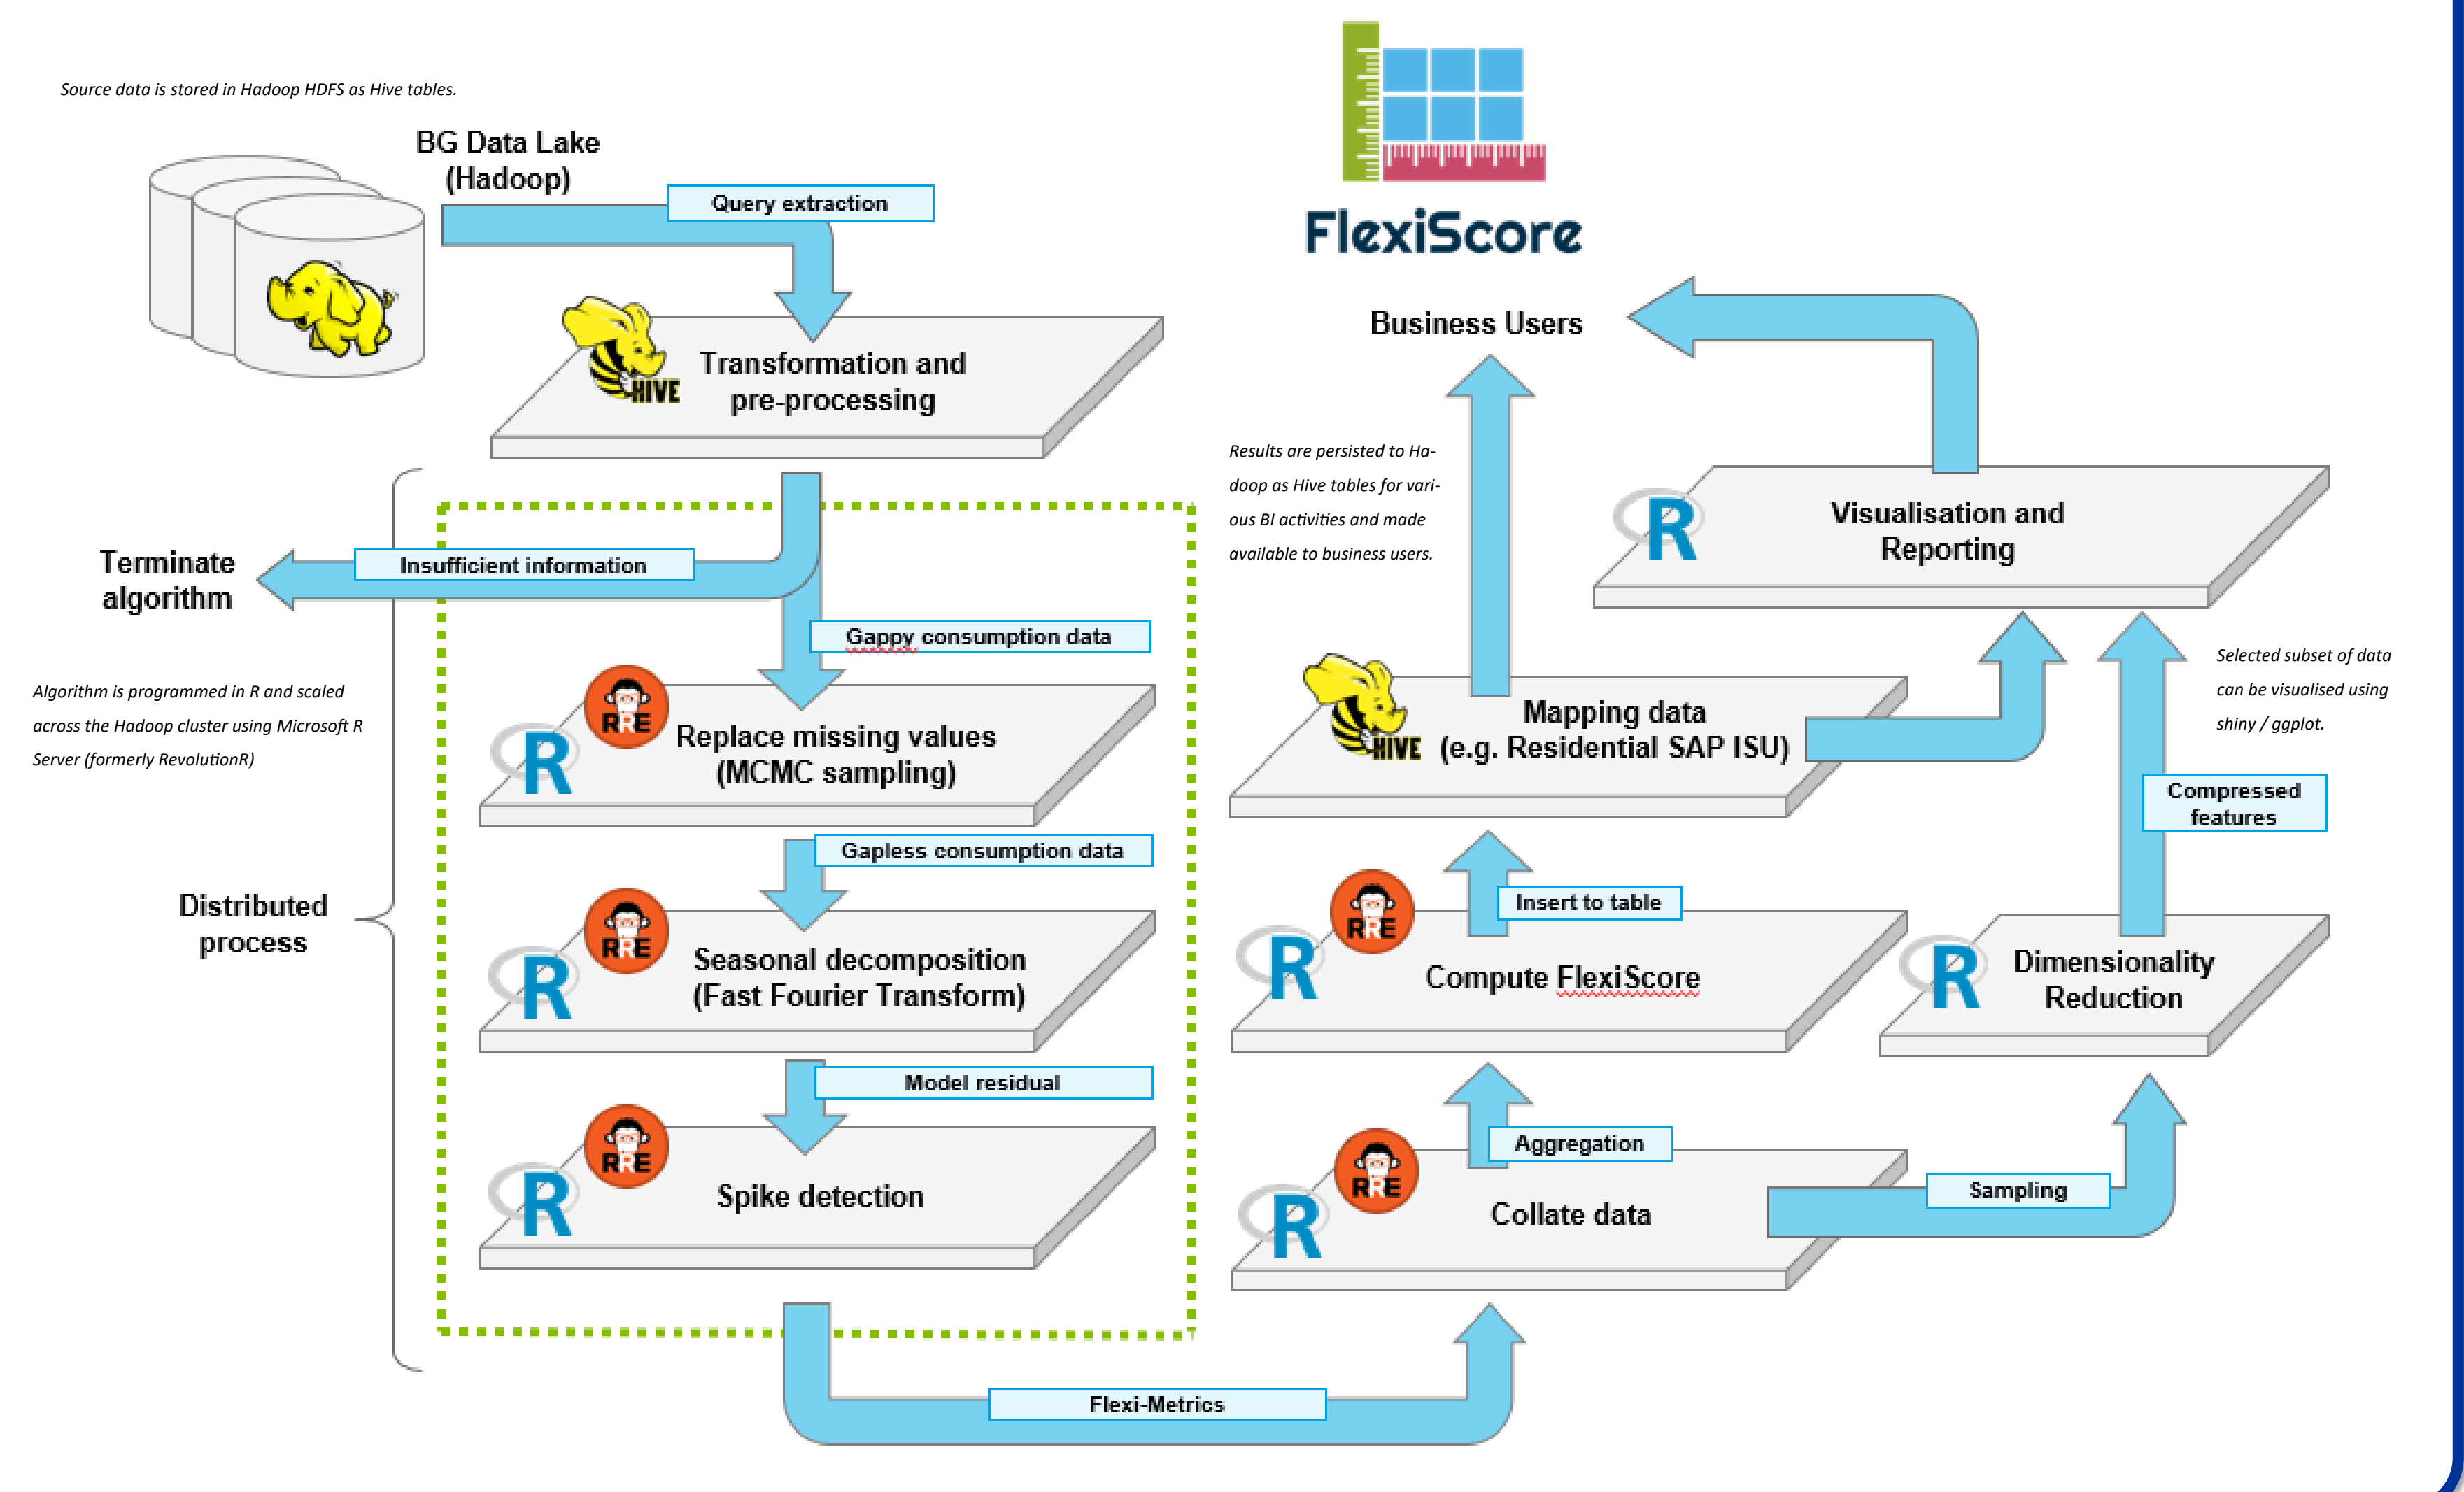 Source data is stored in Hadoop HDFS as Hive tables.
BG Data Lake
(Hadoop)
Query extraction
HIVE
Transformation and
pre-processing
Terminate
algorithm
Insufficient information
Gappy consumption data
Algorithm is programmed in R and scaled
across the Hadoop cluster using Microsoft R
Server (formerly RevolutionR)
R
RRE
Replace missing values
(MCMC sampling)
Gapless consumption data
Distributed
process
R
RRE
Seasonal decomposition
(Fast Fourier Transform)
Model residual
R
RRE
Spike detection
Flexi-Metrics
FlexiScore
Business Users
Results are persisted to Ha-
doop as Hive tables for vari-
ous BI activities and made
available to business users.
R
Visualisation and
Reporting
Selected subset of data
can be visualised using
shiny / ggplot.
HIVE
Mapping data
(e.g. Residential SAP ISU)
Compressed
features
Insert to table
R
RRE
Compute FlexiScore
R
Dimensionality
Reduction
Aggregation
R
RRE
Collate data
Sampling